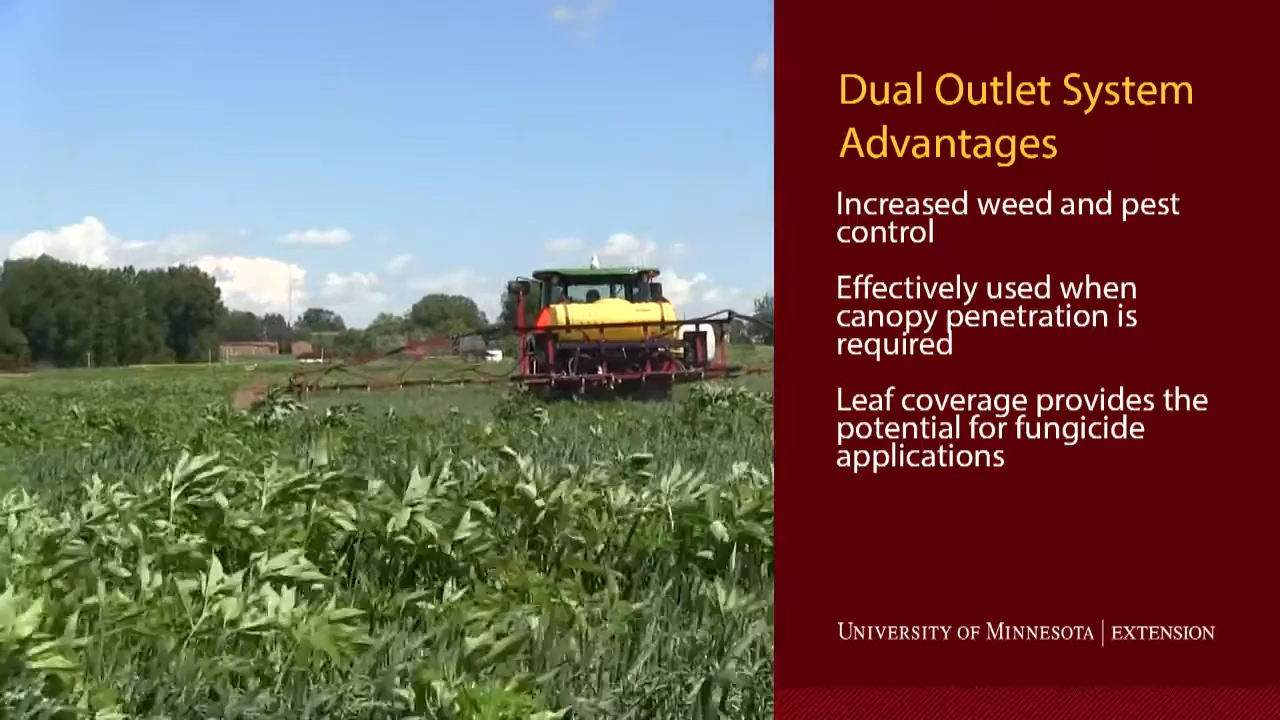 Dual Outlet System
Advantages
Increased weed and pest
control
Effectively used when
canopy penetration is
required
Leaf coverage provides the
potential for fungicide
applications
UNIVERSITY OF MINNESOTA | EXTENSION